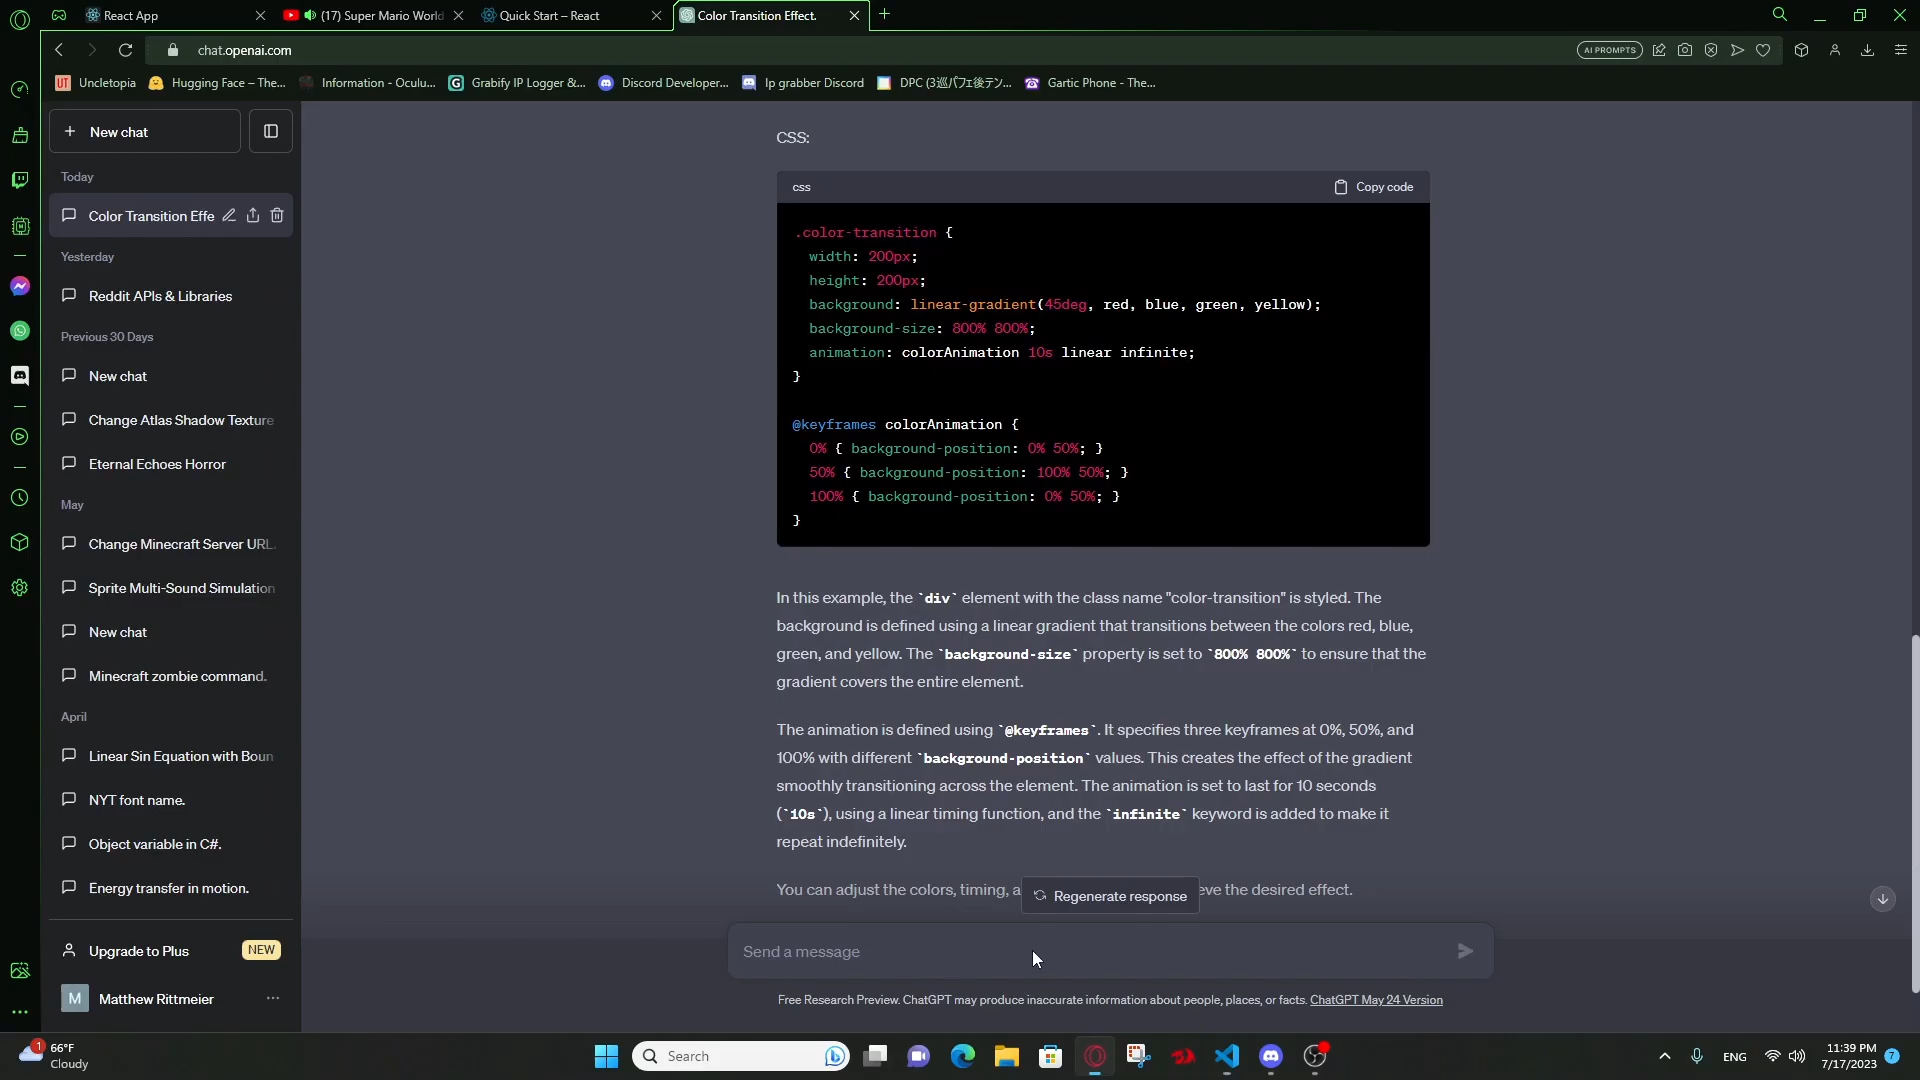 React App
(17) Super Mario World
Quick Start – React
Color Transition Effect.
chat.openai.com
AI PROMPTS
Uncletopia
Hugging Face – The...
Information - Oculu...
Grabify IP Logger &...
Discord Developer...
Ip grabber Discord
DPC (3巡パフェ後テン...
Gartic Phone - The...
New chat
Today
Color Transition Effe
Yesterday
Reddit APIs & Libraries
Previous 30 Days
New chat
Change Atlas Shadow Texture
Eternal Echoes Horror
May
Change Minecraft Server URL.
Sprite Multi-Sound Simulation
New chat
Minecraft zombie command.
April
Linear Sin Equation with Boun
NYT font name.
Object variable in C#.
Energy transfer in motion.
Upgrade to Plus
NEW
M
Matthew Rittmeier
CSS:
css
Copy code
.color-transition {
width: 200px;
height: 200px;
background: linear-gradient(45deg, red, blue, green, yellow);
background-size: 800% 800%;
animation: colorAnimation 10s linear infinite;
}
@keyframes colorAnimation {
0% { background-position: 0% 50%; }
50% { background-position: 100% 50%; }
100% { background-position: 0% 50%; }
}
In this example, the `div` element with the class name "color-transition" is styled. The
background is defined using a linear gradient that transitions between the colors red, blue,
green, and yellow. The `background-size` property is set to `800% 800%` to ensure that the
gradient covers the entire element.
The animation is defined using `@keyframes`. It specifies three keyframes at 0%, 50%, and
100% with different `background-position` values. This creates the effect of the gradient
smoothly transitioning across the element. The animation is set to last for 10 seconds
(`10s`), using a linear timing function, and the `infinite` keyword is added to make it
repeat indefinitely.
You can adjust the colors, timing, a
Regenerate response
eve the desired effect.
Send a message
Free Research Preview. ChatGPT may produce inaccurate information about people, places, or facts. ChatGPT May 24 Version
1
66°F
Cloudy
Search
ENG
11:39 PM
7/17/2023
7